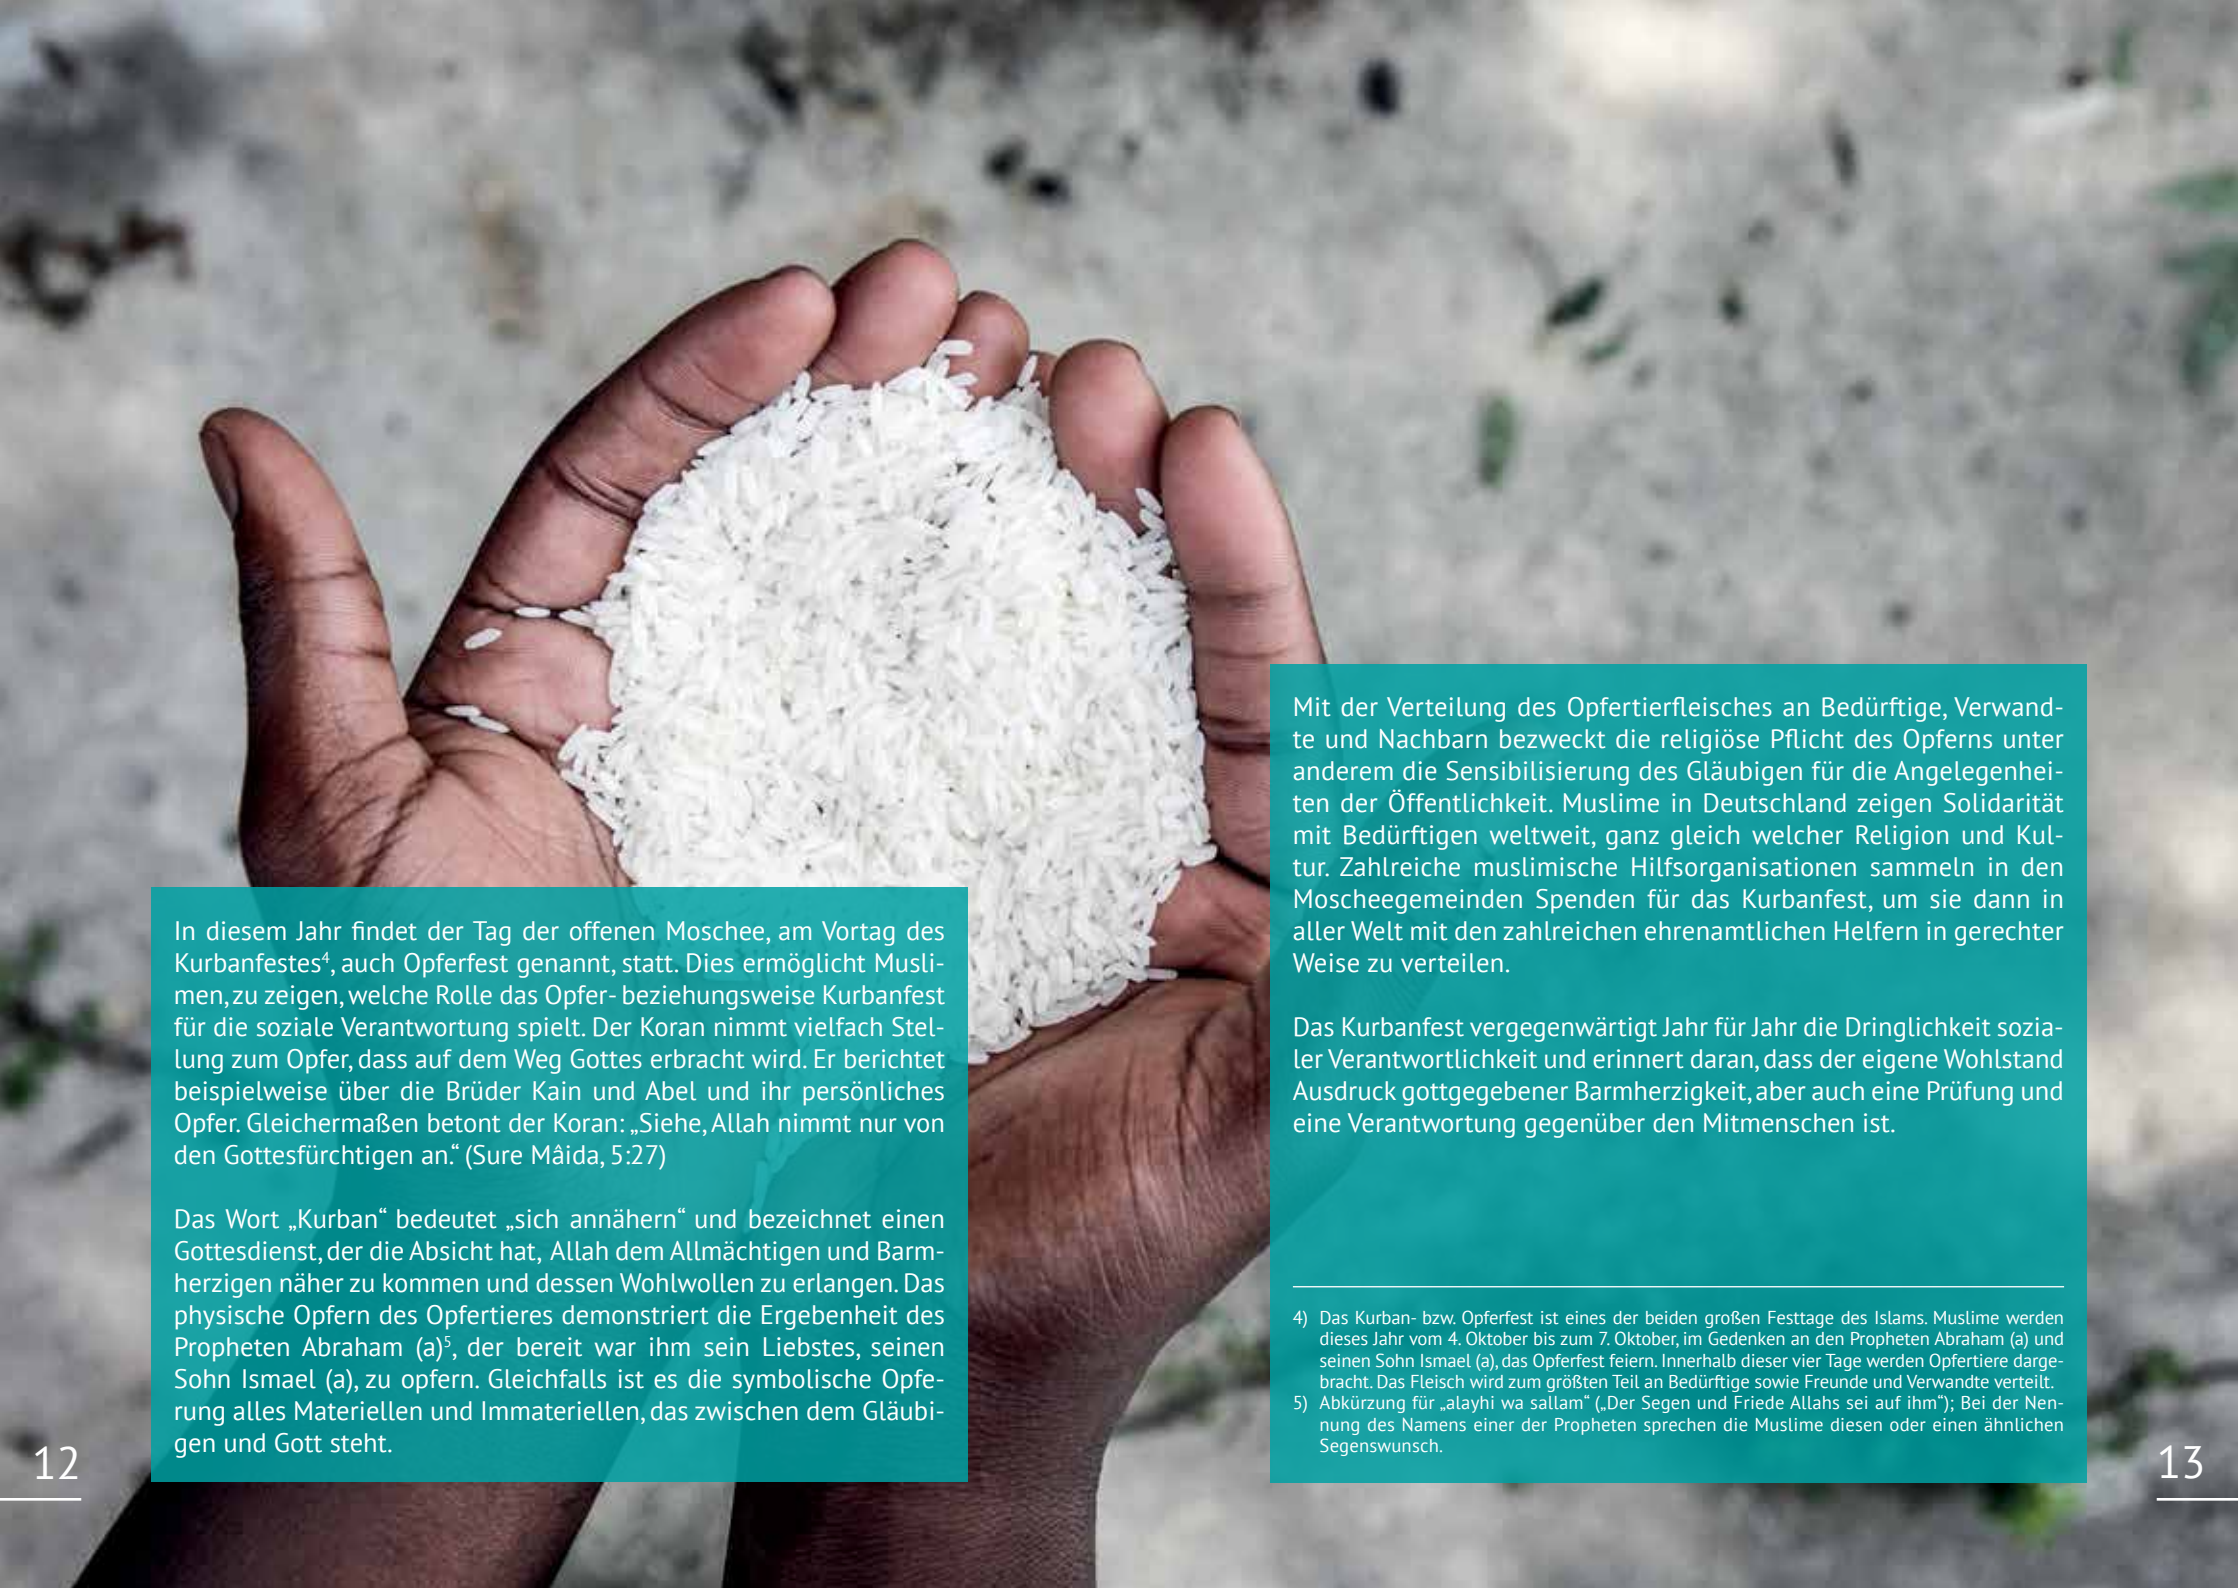 In diesem Jahr findet der Tag der offenen Moschee, am Vortag des
Kurbanfestes⁴, auch Opferfest genannt, statt. Dies ermöglicht Musli-
men, zu zeigen, welche Rolle das Opfer- beziehungsweise Kurbanfest
für die soziale Verantwortung spielt. Der Koran nimmt vielfach Stel-
lung zum Opfer, dass auf dem Weg Gottes erbracht wird. Er berichtet
beispielweise über die Brüder Kain und Abel und ihr persönliches
Opfer. Gleichermaßen betont der Koran: „Siehe, Allah nimmt nur von
den Gottesfürchtigen an.“ (Sure Mâida, 5:27)
Das Wort „Kurban“ bedeutet „sich annähern“ und bezeichnet einen
Gottesdienst, der die Absicht hat, Allah dem Allmächtigen und Barm-
herzigen näher zu kommen und dessen Wohlwollen zu erlangen. Das
physische Opfern des Opfertieres demonstriert die Ergebenheit des
Propheten Abraham (a)⁵, der bereit war ihm sein Liebstes, seinen
Sohn Ismael (a), zu opfern. Gleichfalls ist es die symbolische Opfe-
rung alles Materiellen und Immateriellen, das zwischen dem Gläubi-
gen und Gott steht.
12
Mit der Verteilung des Opfertierfleisches an Bedürftige, Verwand-
te und Nachbarn bezweckt die religiöse Pflicht des Opferns unter
anderem die Sensibilisierung des Gläubigen für die Angelegenhei-
ten der Öffentlichkeit. Muslime in Deutschland zeigen Solidarität
mit Bedürftigen weltweit, ganz gleich welcher Religion und Kul-
tur. Zahlreiche muslimische Hilfsorganisationen sammeln in den
Moscheegemeinden Spenden für das Kurbanfest, um sie dann in
aller Welt mit den zahlreichen ehrenamtlichen Helfern in gerechter
Weise zu verteilen.
Das Kurbanfest vergegenwärtigt Jahr für Jahr die Dringlichkeit sozia-
ler Verantwortlichkeit und erinnert daran, dass der eigene Wohlstand
Ausdruck gottgegebener Barmherzigkeit, aber auch eine Prüfung und
eine Verantwortung gegenüber den Mitmenschen ist.
4) Das Kurban- bzw. Opferfest ist eines der beiden großen Festtage des Islams. Muslime werden
dieses Jahr vom 4. Oktober bis zum 7. Oktober, im Gedenken an den Propheten Abraham (a) und
seinen Sohn Ismael (a), das Opferfest feiern. Innerhalb dieser vier Tage werden Opfertiere darge-
bracht. Das Fleisch wird zum größten Teil an Bedürftige sowie Freunde und Verwandte verteilt.
5) Abkürzung für „alayhi wa sallam“ („Der Segen und Friede Allahs sei auf ihm“); Bei der Nen-
nung des Namens einer der Propheten sprechen die Muslime diesen oder einen ähnlichen
Segenswunsch.
13